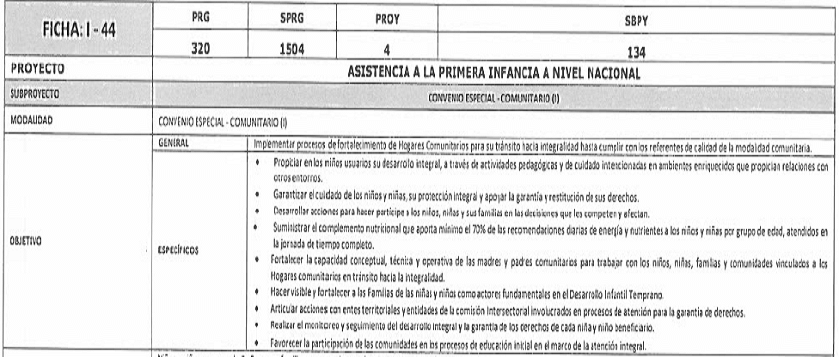 FICHA: I - 44
PRG SPRG PROY SBPY
320 1504 4 134
PROYECTO ASISTENCIA A LA PRIMERA INFANCIA A NIVEL NACIONAL
SUBPROYECTO CONVENIO ESPECIAL - COMUNITARIO (I)
MODALIDAD CONVENIO ESPECIAL - COMUNITARIO (I)
OBJETIVO
GENERAL Implementar procesos de fortalecimiento de Hogares Comunitarios para su tránsito hacia integralidad hasta cumplir con los referentes de calidad de la modalidad comunitaria.
ESPECÍFICOS
• Propiciar en los niños usuarios su desarrollo integral, a través de actividades pedagógicas y de cuidado intencionadas en ambientes enriquecidos que propician relaciones con
otros entornos.
• Garantizar el cuidado de los niños y niñas, su protección integral y apoyar la garantía y restitución de sus derechos.
• Desarrollar acciones para hacer partícipe a los niños, niñas y sus familias en las decisiones que les competen y afectan.
• Suministrar el complemento nutricional que aporta mínimo el 70% de las recomendaciones diarias de energía y nutrientes a los niños y niñas por grupo de edad, atendidos en
la jornada de tiempo completo.
• Fortalecer la capacidad conceptual, técnica y operativa de las madres y padres comunitarios para trabajar con los niños, niñas, familias y comunidades vinculados a los
Hogares comunitarios en tránsito hacia la integralidad.
• Hacer visible y fortalecer a las Familias de las niñas y niños como actores fundamentales en el Desarrollo Infantil Temprano.
• Articular acciones con entes territoriales y entidades de la comisión Intersectorial involucrados en procesos de atención para la garantía de derechos.
• Realizar el monitoreo y seguimiento del desarrollo integral y la garantía de los derechos de cada niña y niño beneficiario.
• Favorecer la participación de las comunidades en los procesos de educación inicial en el marco de la atención integral.